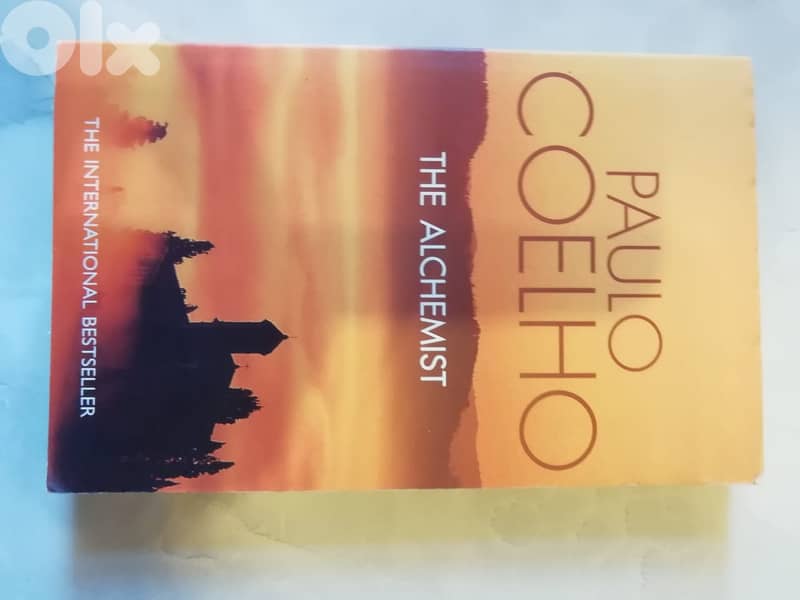 olx
PAULO
COELHO
THE ALCHEMIST
THE INTERNATIONAL BESTSELLER